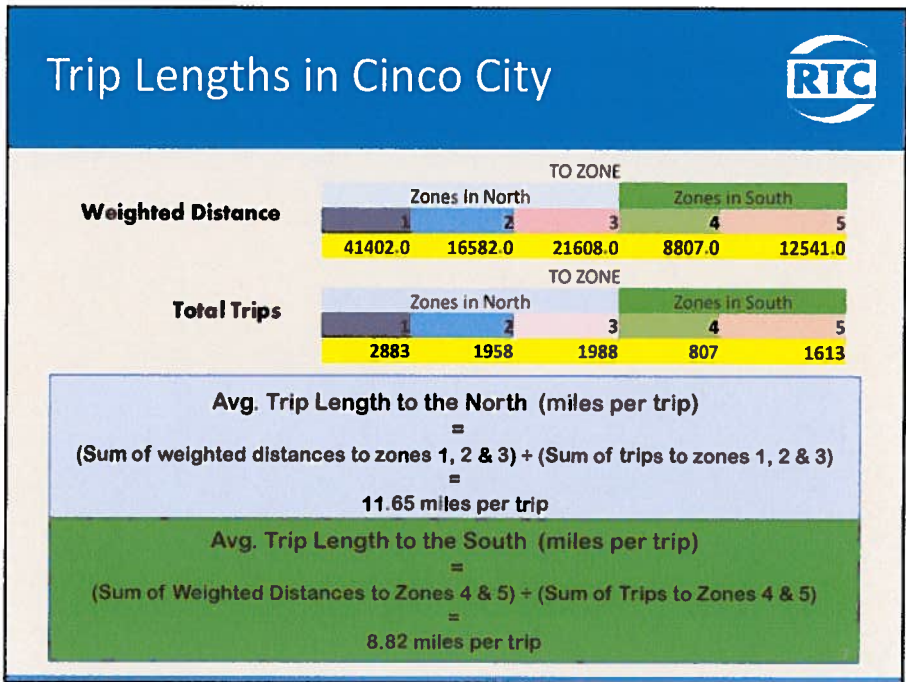 Trip Lengths in Cinco City
RTC
TO ZONE
Weighted Distance
Zones in North Zones in South
1 2 3 4 5
41402.0 16582.0 21608.0 8807.0 12541.0
TO ZONE
Total Trips
Zones in North Zones in South
1 2 3 4 5
2883 1958 1988 807 1613
Avg. Trip Length to the North (miles per trip)
=
(Sum of weighted distances to zones 1, 2 & 3) ÷ (Sum of trips to zones 1, 2 & 3)
=
11.65 miles per trip
Avg. Trip Length to the South (miles per trip)
=
(Sum of Weighted Distances to Zones 4 & 5) ÷ (Sum of Trips to Zones 4 & 5)
=
8.82 miles per trip
7